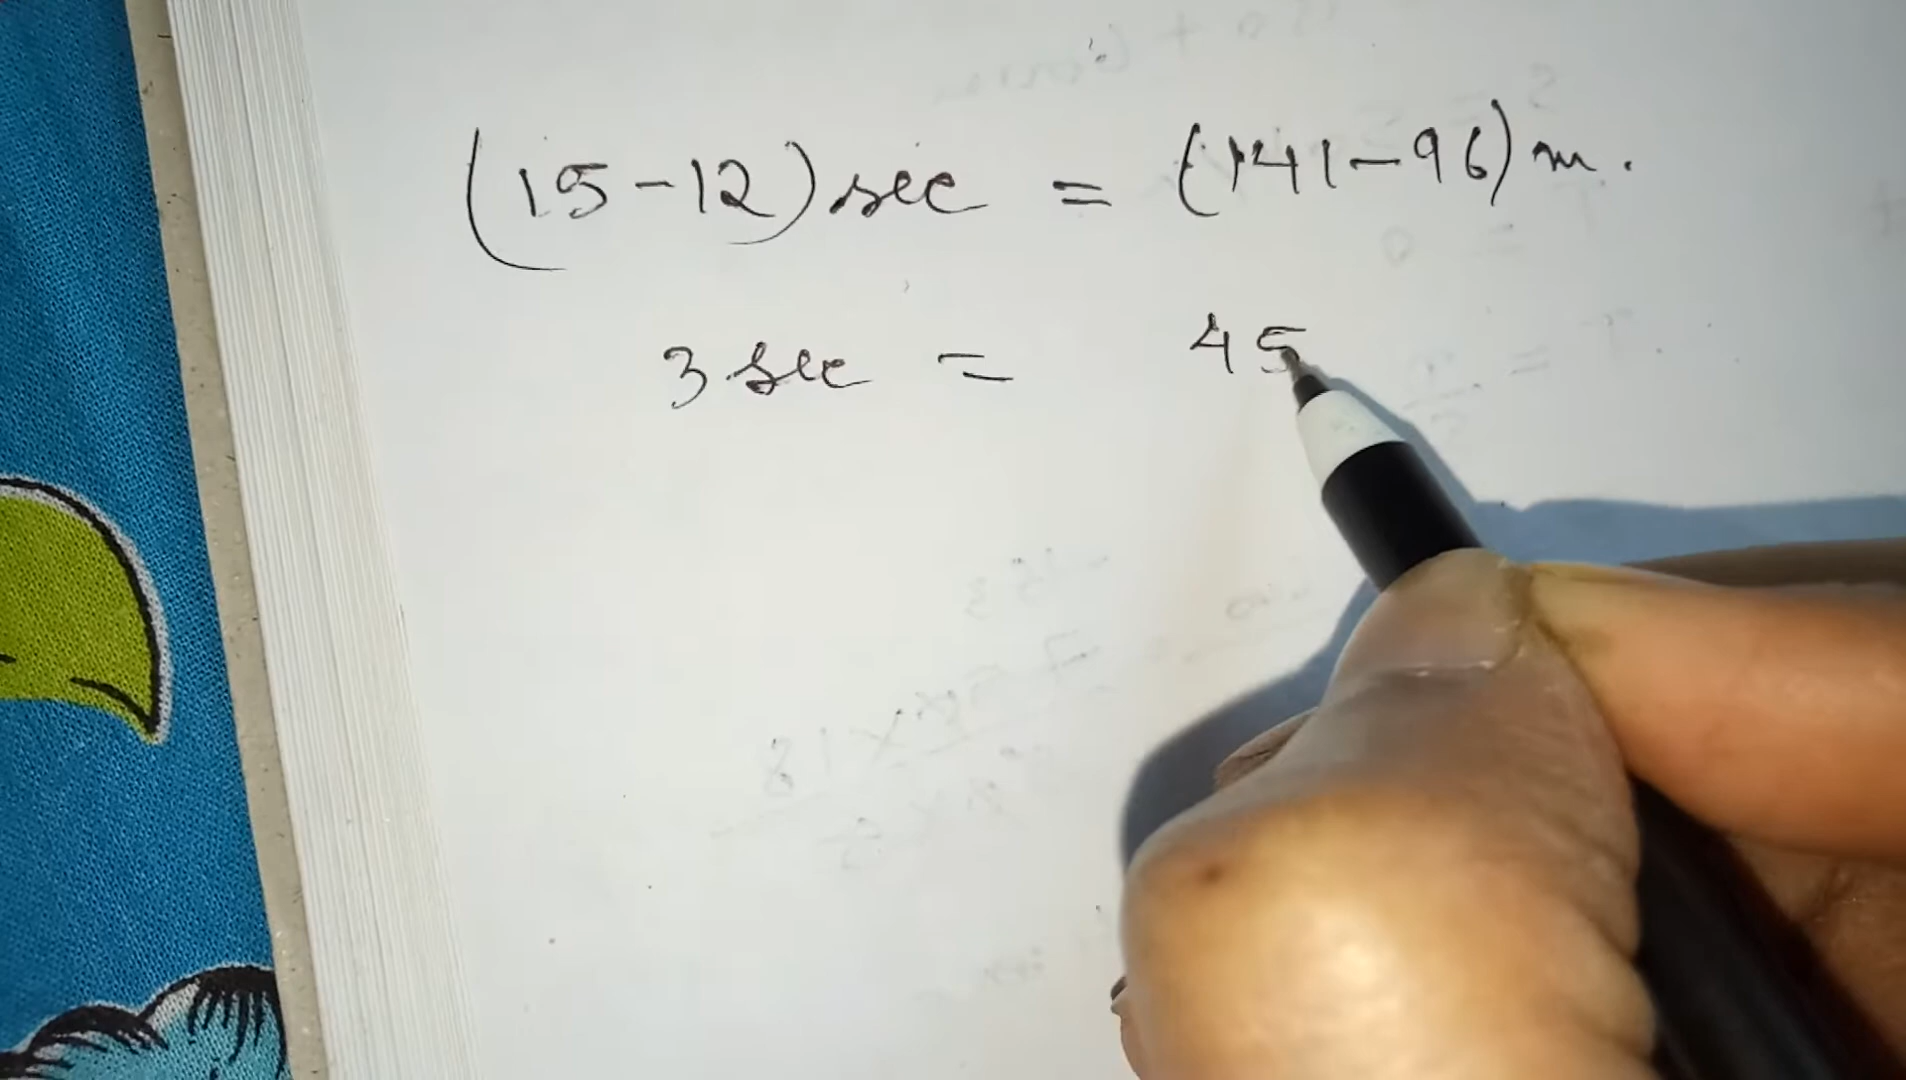 (15-12) sec = (141-96) m.
3 sec = 45